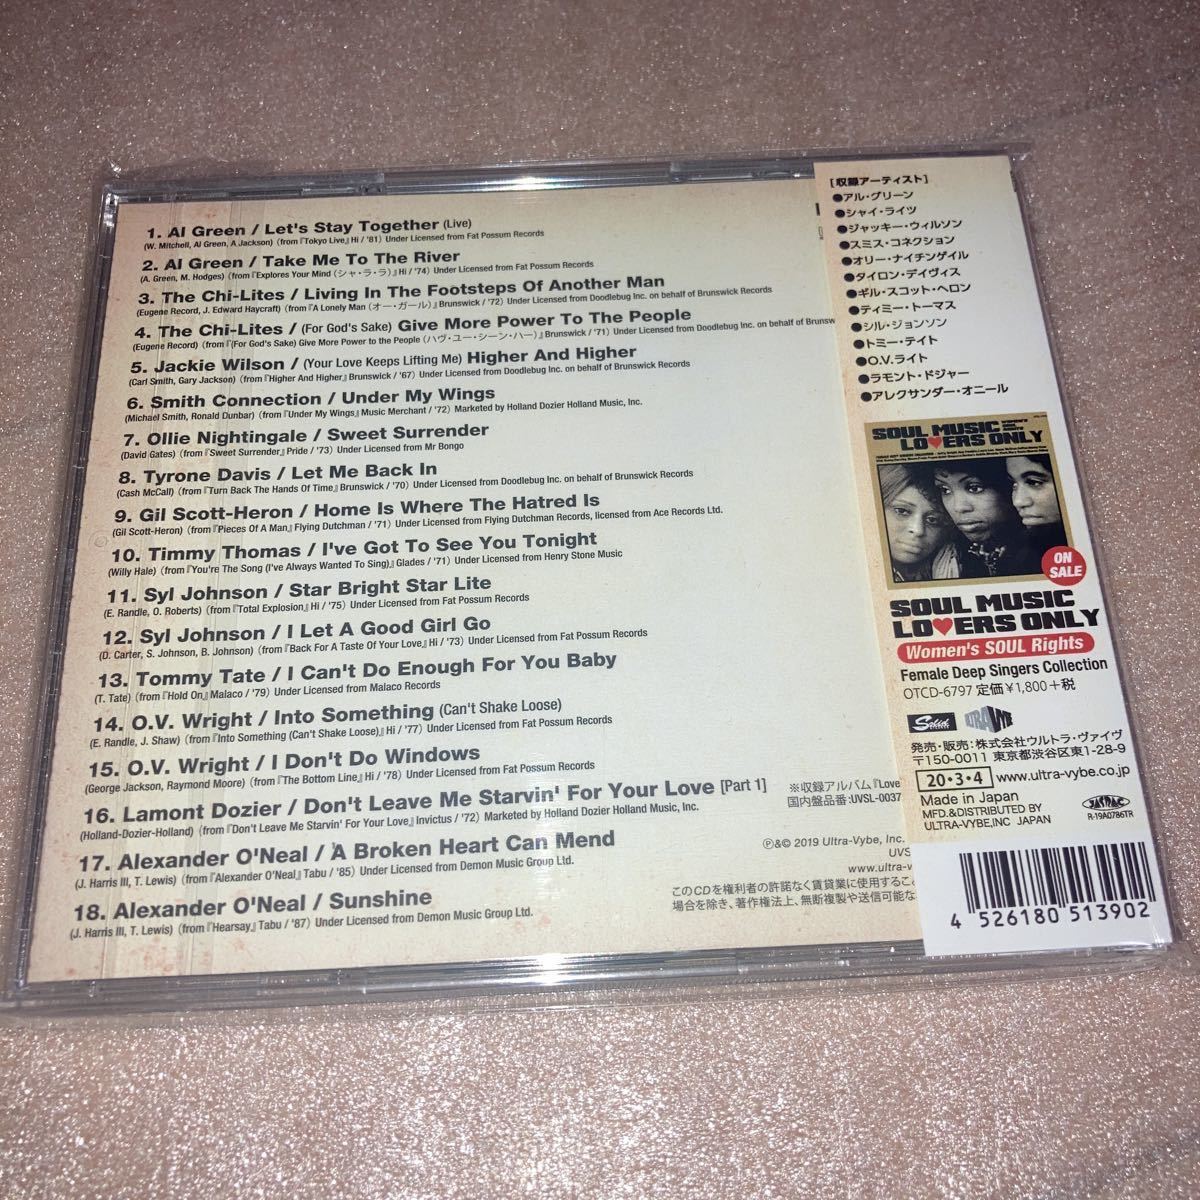 1. Al Green / Let's Stay Together (Live)
(W. Mitchell, Al Green, A.Jackson) (from『Tokyo Live』Hi / '81) Under Licensed from Fat Possum Records
2. Al Green / Take Me To The River
(A. Green, M. Hodges) (from『Explores Your Mind (シャ・ラ・ラ)』Hi / '74) Under Licensed from Fat Possum Records
3. The Chi-Lites / Living In The Footsteps Of Another Man
(Eugene Record, J. Edward Haycraft) (from『A Lonely Man (オー・ガール)』Brunswick / '72) Under Licensed from Doodlebug Inc. on behalf of Brunswick Records
4. The Chi-Lites / (For God's Sake) Give More Power To The People
(Eugene Record) (from『(For God's Sake) Give More Power to the People (ハヴ・ユー・シーン・ハー)』Brunswick / '71) Under Licensed from Doodlebug Inc. on behalf of Brunsw
5. Jackie Wilson / (Your Love Keeps Lifting Me) Higher And Higher
(Carl Smith, Gary Jackson) (from『Higher And Higher』Brunswick / '67) Under Licensed from Doodlebug Inc. on behalf of Brunswick Records
6. Smith Connection / Under My Wings
(Michael Smith, Ronald Dunbar) (from『Under My Wings』Music Merchant / '72) Marketed by Holland Dozier Holland Music, Inc.
7. Ollie Nightingale / Sweet Surrender
(David Gates) (from『Sweet Surrender』Pride / '73) Under Licensed from Mr Bongo
8. Tyrone Davis / Let Me Back In
(Cash McCall) (from『Turn Back The Hands Of Time』Brunswick / '70) Under Licensed from Doodlebug Inc. on behalf of Brunswick Records
9. Gil Scott-Heron / Home Is Where The Hatred Is
(Gil Scott-Heron) (from『Pieces Of A Man』Flying Dutchman / '71) Under Licensed from Flying Dutchman Records, licensed from Ace Records Ltd.
10. Timmy Thomas / I've Got To See You Tonight
(Willy Hale) (from『You're The Song (I've Always Wanted To Sing)』Glades / '71) Under Licensed from Henry Stone Music
11. Syl Johnson / Star Bright Star Lite
(E. Randle, O. Roberts) (from『Total Explosion』Hi / '75) Under Licensed from Fat Possum Records
12. Syl Johnson / I Let A Good Girl Go
(D. Carter, S. Johnson, B. Johnson) (from『Back For A Taste Of Your Love』Hi / '73) Under Licensed from Fat Possum Records
13. Tommy Tate / I Can't Do Enough For You Baby
(T. Tate) (from『Hold On』Malaco / '79) Under Licensed from Malaco Records
14. O.V. Wright / Into Something (Can't Shake Loose)
(E. Randle, J. Shaw) (from『Into Something (Can't Shake Loose)』Hi / '77) Under Licensed from Fat Possum Records
15. O.V. Wright / I Don't Do Windows
(George Jackson, Raymond Moore) (from『The Bottom Line』Hi / '78) Under Licensed from Fat Possum Records
16. Lamont Dozier / Don't Leave Me Starvin' For Your Love [Part 1]
(Holland-Dozier-Holland) (from『Don't Leave Me Starvin' For Your Love』Invictus / '72) Marketed by Holland Dozier Holland Music, Inc.
17. Alexander O'Neal / A Broken Heart Can Mend
(J. Harris III, T. Lewis) (from『Alexander O'Neal』Tabu / '85) Under Licensed from Demon Music Group Ltd.
18. Alexander O'Neal / Sunshine
(J. Harris III, T. Lewis) (from『Hearsay』Tabu / '87) Under Licensed from Demon Music Group Ltd.
※収録アルバム『Love
国内盤品番:UVSL-0037
℗&© 2019 Ultra-Vybe, Inc.
UVS
www.ultra-v
このCDを権利者の許諾なく賃貸業に使用するこ
場合を除き、著作権法上、無断複製や送信可能な
[収録アーティスト]
●アル・グリーン
●シャイ・ライツ
●ジャッキー・ウィルソン
●スミス・コネクション
●オリー・ナイチンゲイル
●タイロン・デイヴィス
●ギル・スコット・ヘロン
●ティミー・トーマス
●シル・ジョンソン
●トミー・テイト
●O.V.ライト
●ラモント・ドジャー
●アレクサンダー・オニール
SOUL MUSIC
LO♥ERS ONLY
ON
SALE
SOUL MUSIC
LO♥ERS ONLY
Women's SOUL Rights
Female Deep Singers Collection
OTCD-6797 定価¥1,800+税
Solid
ULTRA VYBE
発売・販売:株式会社ウルトラ・ヴァイヴ
〒150-0011 東京都渋谷区東1-28-9
20・3・4 www.ultra-vybe.co.jp
Made in Japan
MFD.&DISTRIBUTED BY
ULTRA-VYBE,INC JAPAN
JASRAC
R-19A0786TR
4 526180 513902